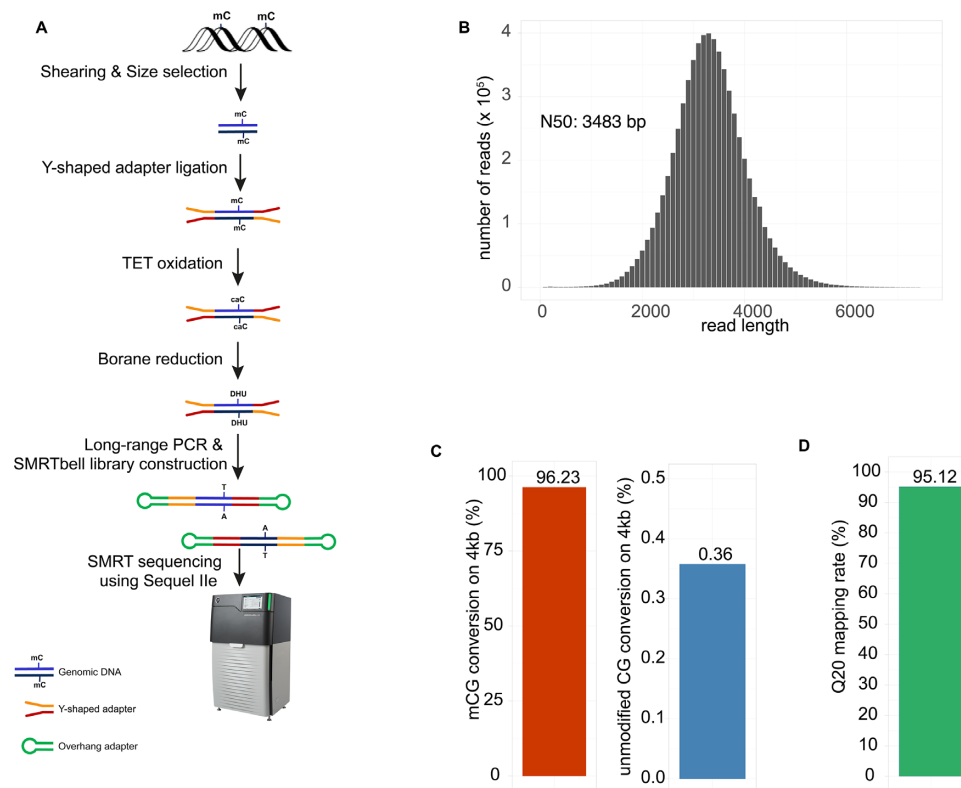 A
mC
mC
Shearing & Size selection
mC
mC
Y-shaped adapter ligation
mC
mC
TET oxidation
caC
caC
Borane reduction
DHU
DHU
Long-range PCR &
SMRTbell library construction
T
A
A
T
SMRT sequencing
using Sequel IIe
mC
mC
Genomic DNA
Y-shaped adapter
Overhang adapter
B
number of reads (x 10⁵)
4
3
2
1
0
N50: 3483 bp
0
2000
4000
6000
read length
C
mCG conversion on 4kb (%)
100
75
50
25
0
96.23
unmodified CG conversion on 4kb (%)
0.5
0.4
0.3
0.2
0.1
0.0
0.36
D
Q20 mapping rate (%)
100
90
80
70
60
50
40
30
20
10
0
95.12